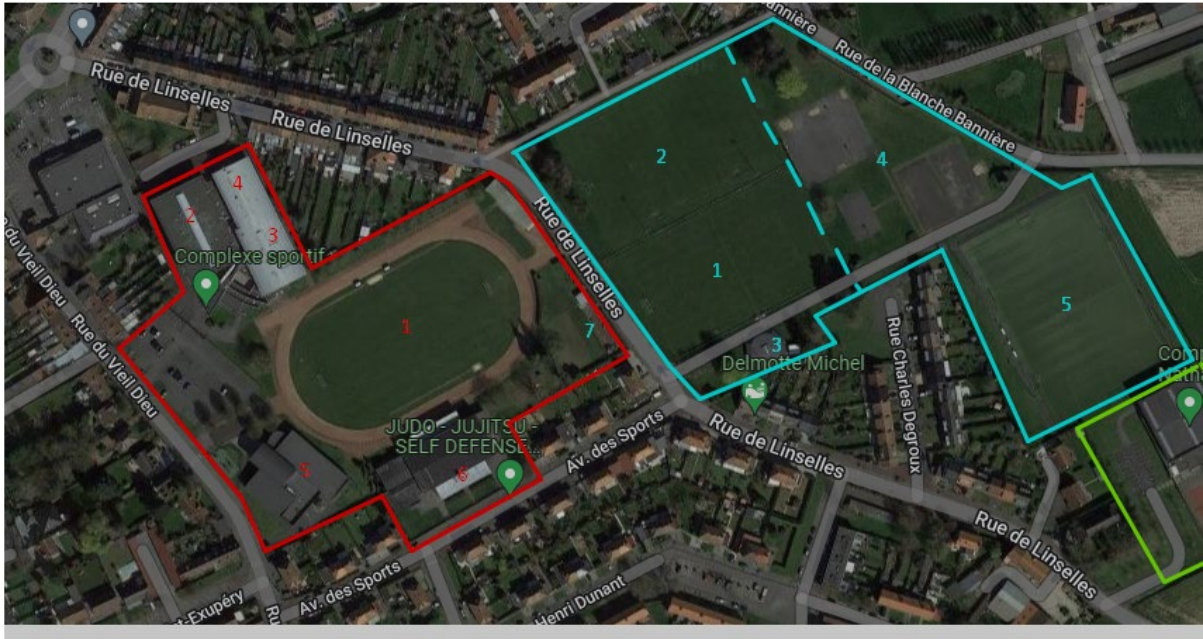 Bannière
Rue de la Blanche Bannière
Rue de Linselles
Rue de Linselles
2
4
4
2
3
Complexe sportif
Rue de Linselles
1
5
1
7
3
Delmotte Michel
Rue Charles Degroux
Rue du Vieil Dieu
JUDO - JUJITSU -
SELF DEFENSE...
Av. des Sports
Rue de Linselles
5
6
Rue de Linselles
Av. des Sports
Henri Dunant
t-Exupéry